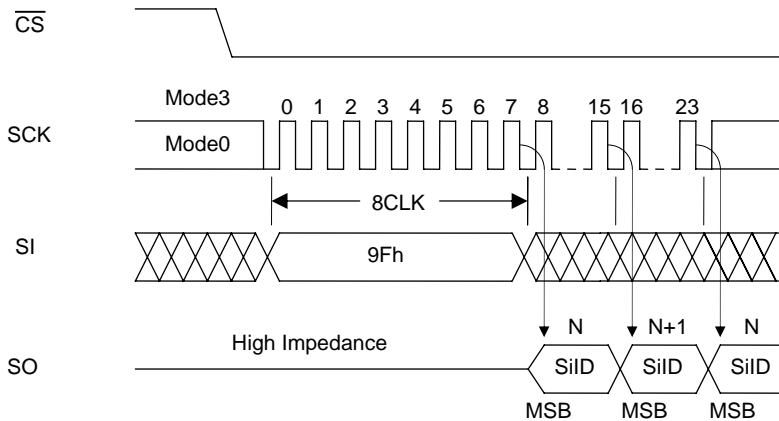 CS
Mode3
0 1 2 3 4 5 6 7 8 15 16 23
SCK
Mode0
8CLK
SI
9Fh
N N+1 N
High Impedance
SO
SiID SiID SiID
MSB MSB MSB